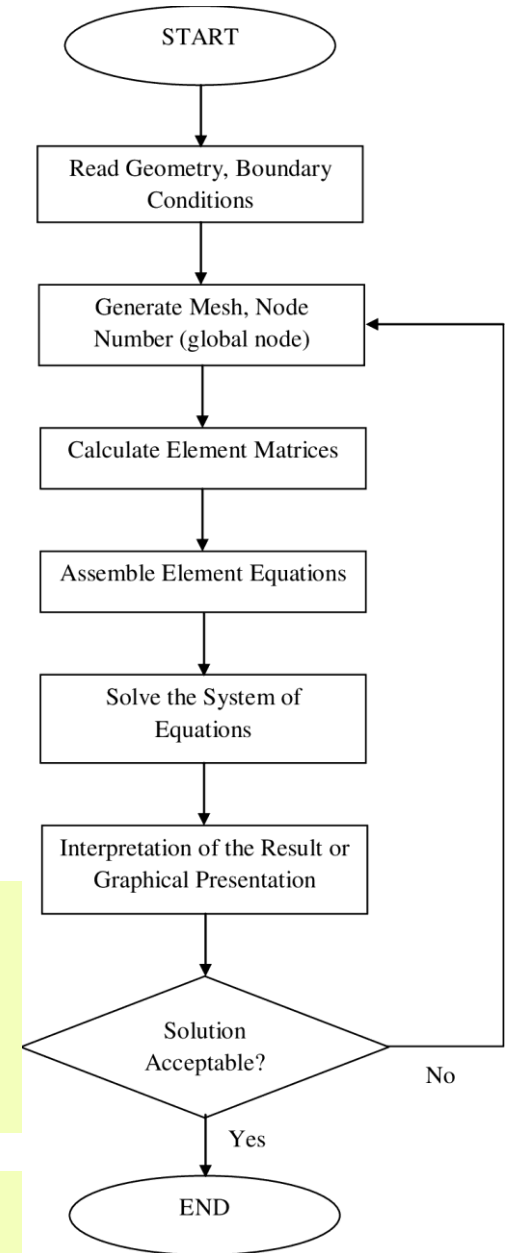 START
Read Geometry, Boundary
Conditions
Generate Mesh, Node
Number (global node)
Calculate Element Matrices
Assemble Element Equations
Solve the System of
Equations
Interpretation of the Result or
Graphical Presentation
Solution
Acceptable?
No
Yes
END